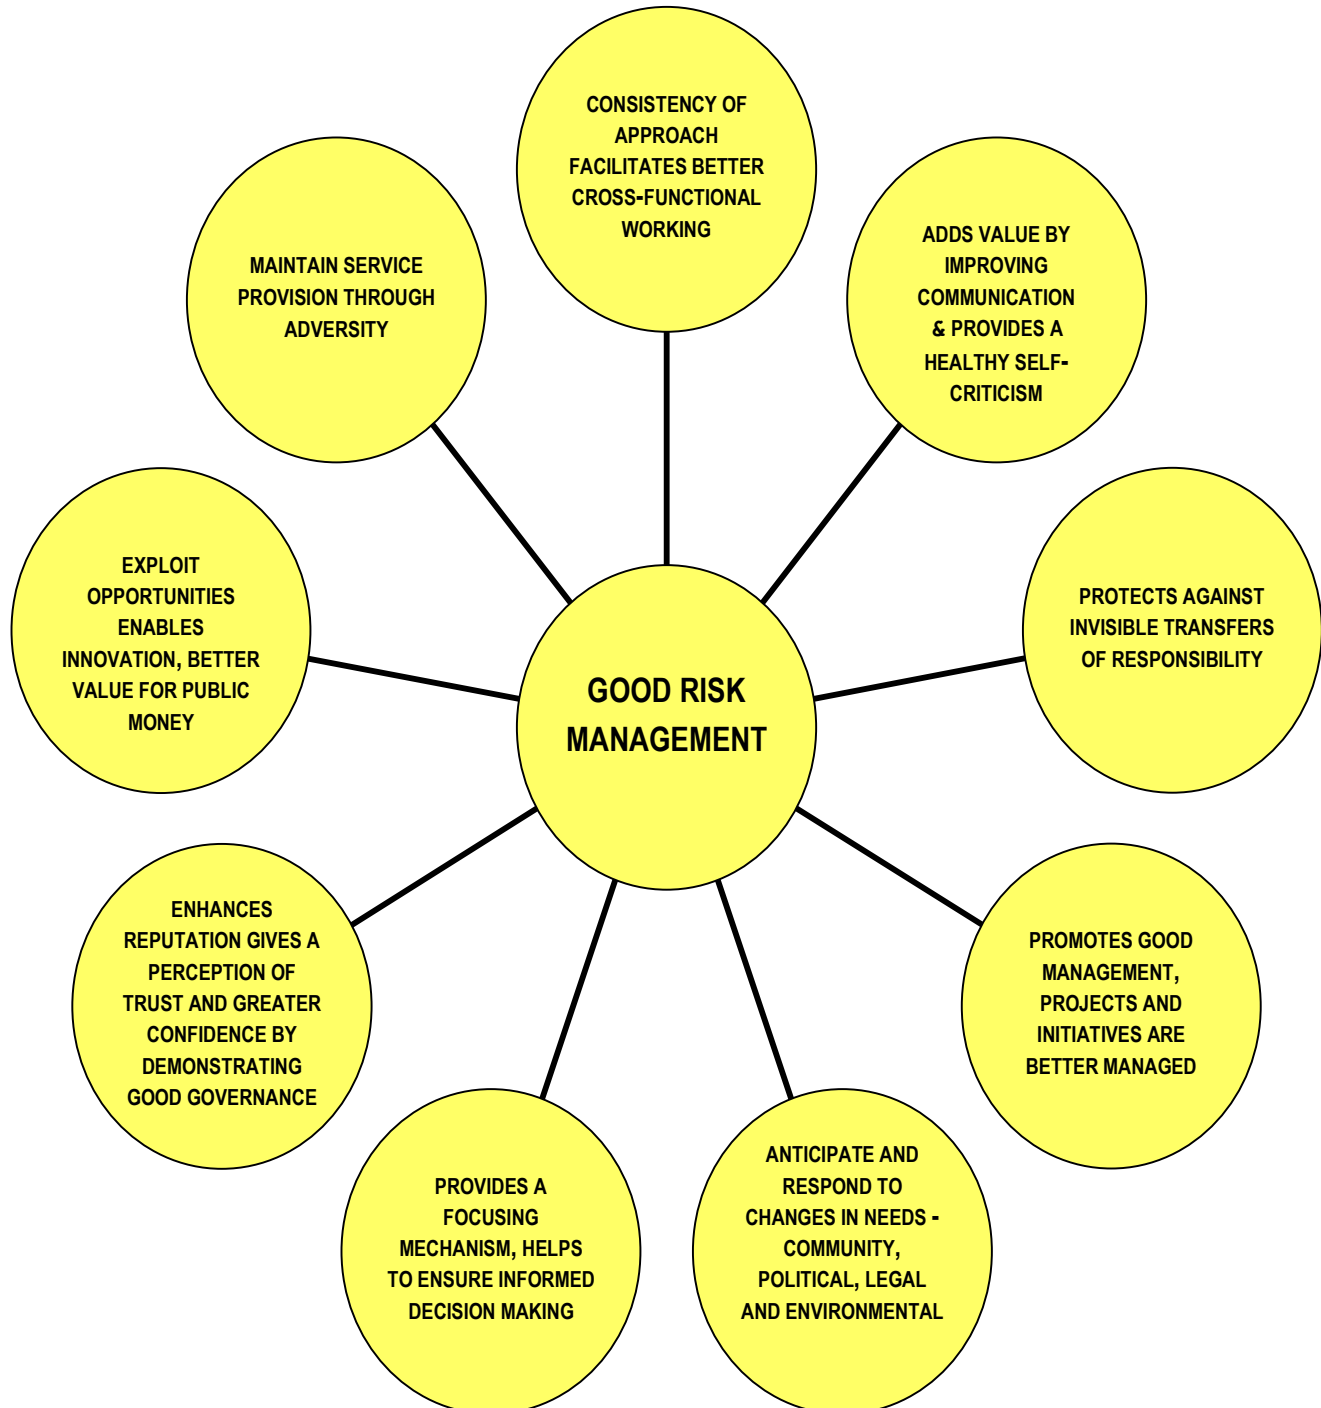 CONSISTENCY OF
APPROACH
FACILITATES BETTER
CROSS-FUNCTIONAL
WORKING
ADDS VALUE BY
IMPROVING
COMMUNICATION
& PROVIDES A
HEALTHY SELF-
CRITICISM
PROTECTS AGAINST
INVISIBLE TRANSFERS
OF RESPONSIBILITY
PROMOTES GOOD
MANAGEMENT,
PROJECTS AND
INITIATIVES ARE
BETTER MANAGED
ANTICIPATE AND
RESPOND TO
CHANGES IN NEEDS -
COMMUNITY,
POLITICAL, LEGAL
AND ENVIRONMENTAL
PROVIDES A
FOCUSING
MECHANISM, HELPS
TO ENSURE INFORMED
DECISION MAKING
ENHANCES
REPUTATION GIVES A
PERCEPTION OF
TRUST AND GREATER
CONFIDENCE BY
DEMONSTRATING
GOOD GOVERNANCE
EXPLOIT
OPPORTUNITIES
ENABLES
INNOVATION, BETTER
VALUE FOR PUBLIC
MONEY
MAINTAIN SERVICE
PROVISION THROUGH
ADVERSITY
GOOD RISK
MANAGEMENT